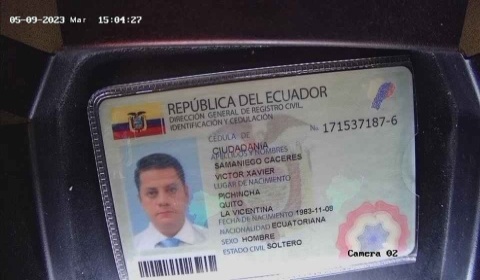 05-09-2023 Mar 15:04:27
REPÚBLICA DEL ECUADOR
DIRECCIÓN GENERAL DE REGISTRO CIVIL,
IDENTIFICACIÓN Y CEDULACIÓN
CÉDULA DE
No. 171537187-6
CIUDADANÍA
APELLIDOS Y NOMBRES
SAMANIEGO CACERES
VICTOR XAVIER
LUGAR DE NACIMIENTO
PICHINCHA
QUITO
LA VICENTINA
FECHA DE NACIMIENTO 1983-11-09
NACIONALIDAD ECUATORIANA
SEXO HOMBRE
ESTADO CIVIL SOLTERO
Camera 02